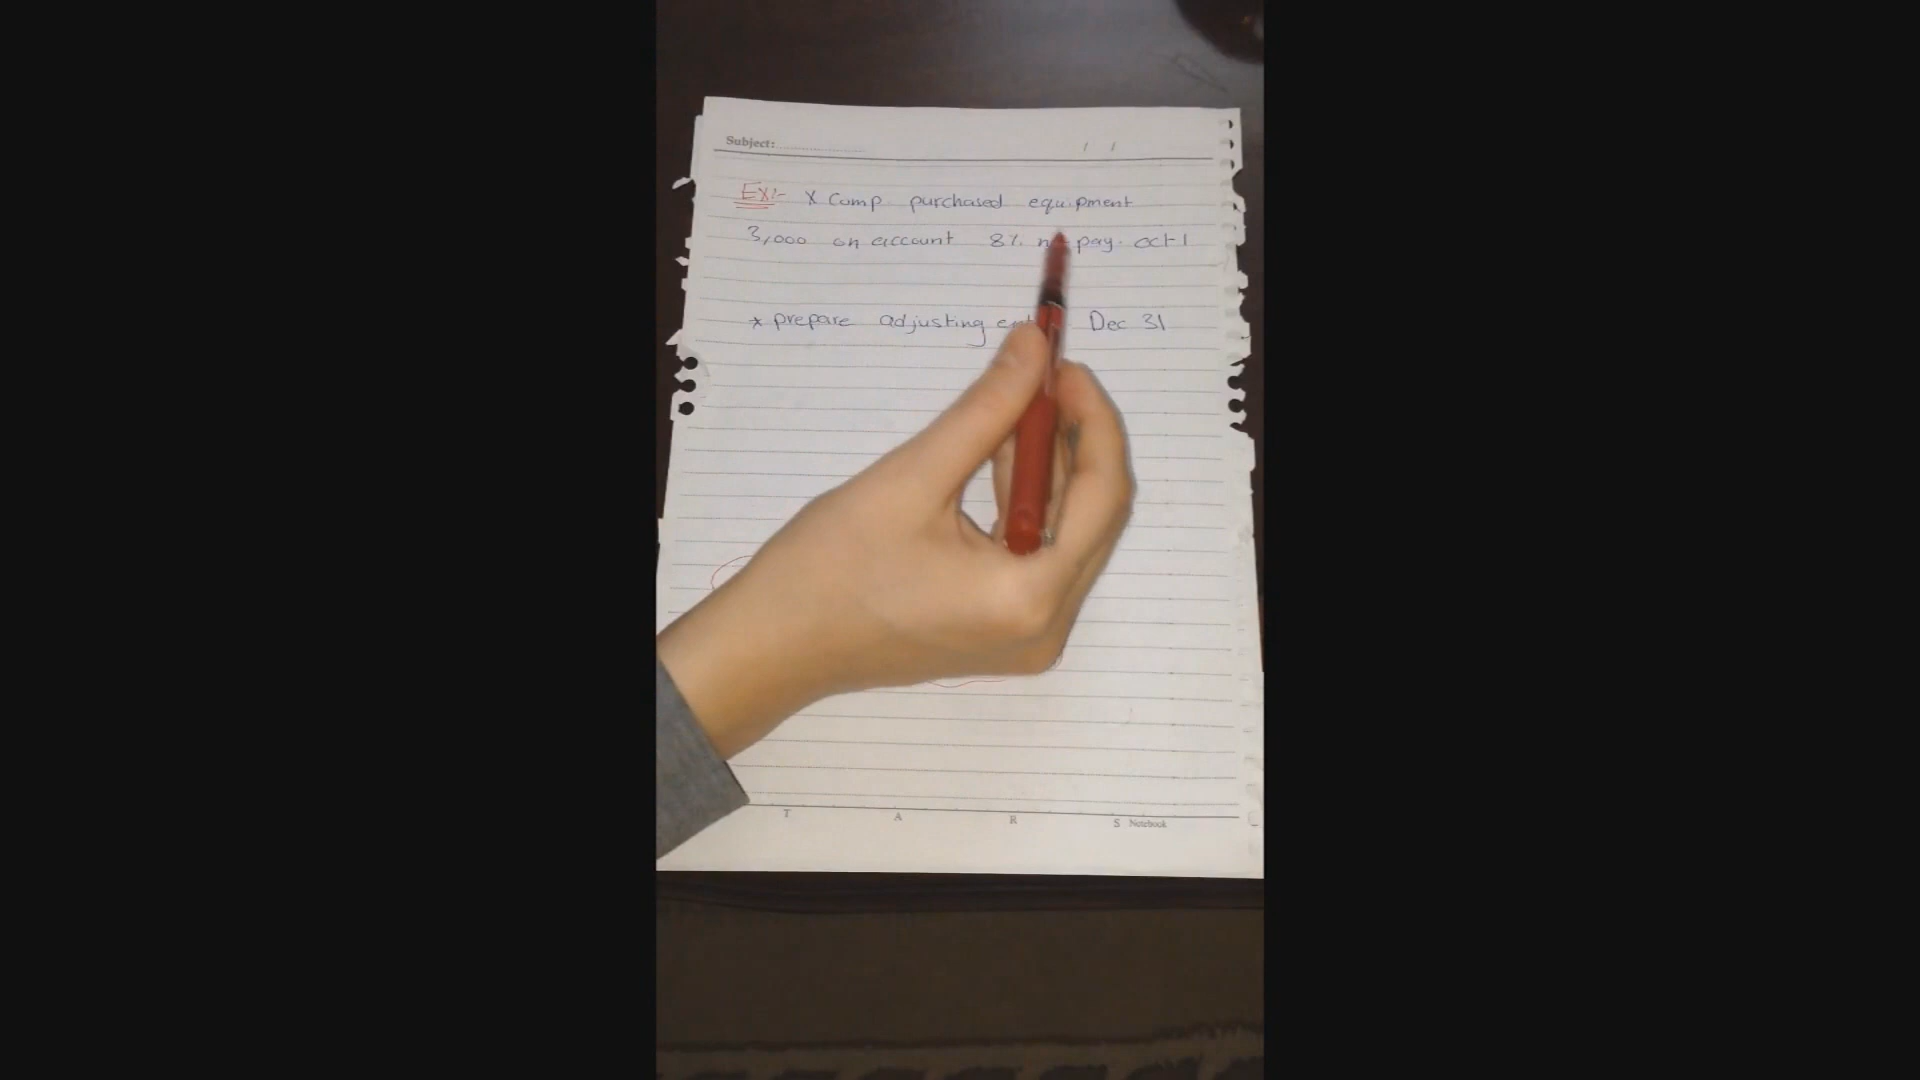 Subject:
/ /
Ex:- X Comp purchased equipment
3,000 on account 8% pay. oct 1
* prepare adjusting Dec 31
T A R S Notebook